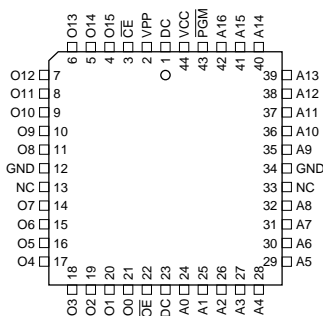 O13 O14 O15 CE VPP DC VCC PGM A16 A15 A14
6 5 4 3 2 1 44 43 42 41 40
O12 7 39 A13
O11 8 38 A12
O10 9 37 A11
O9 10 36 A10
O8 11 35 A9
GND 12 34 GND
NC 13 33 NC
O7 14 32 A8
O6 15 31 A7
O5 16 30 A6
O4 17 29 A5
18 19 20 21 22 23 24 25 26 27 28
O3 O2 O1 O0 OE DC A0 A1 A2 A3 A4